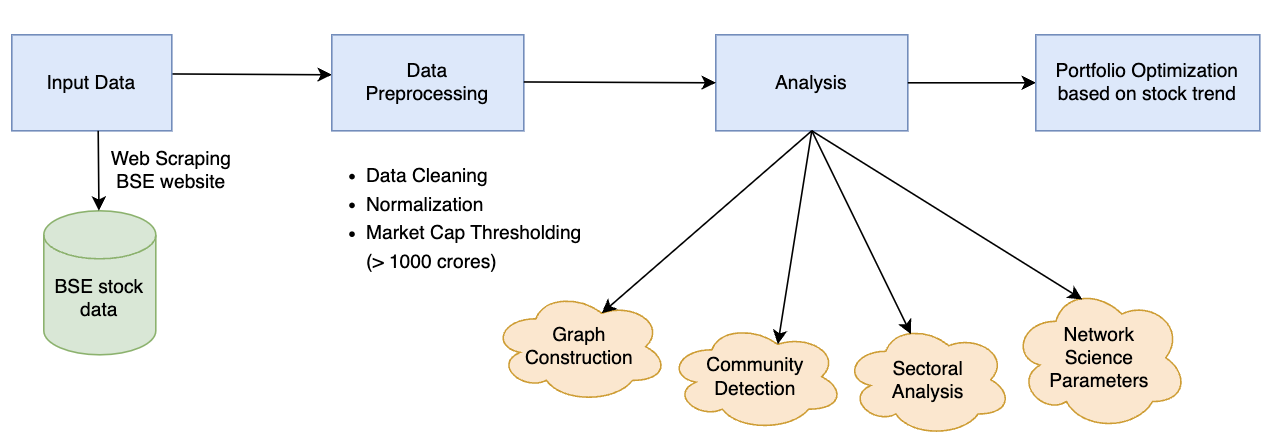 Input Data
Data
Preprocessing
Analysis
Portfolio Optimization
based on stock trend
Web Scraping
BSE website
BSE stock
data
• Data Cleaning
• Normalization
• Market Cap Thresholding
(> 1000 crores)
Graph
Construction
Community
Detection
Sectoral
Analysis
Network
Science
Parameters